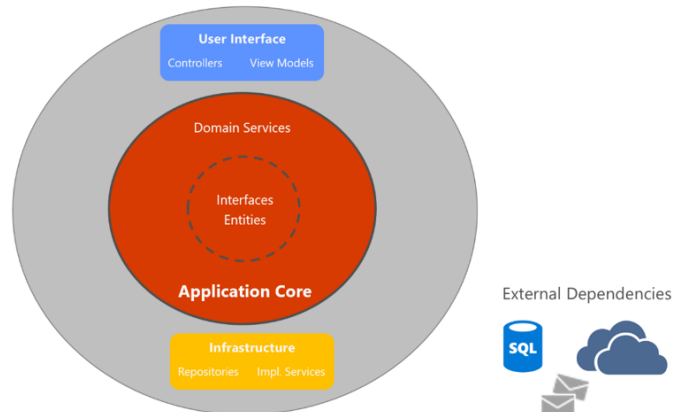 User Interface
Controllers View Models
Domain Services
Interfaces
Entities
Application Core
Infrastructure
Repositories Impl. Services
External Dependencies
SQL